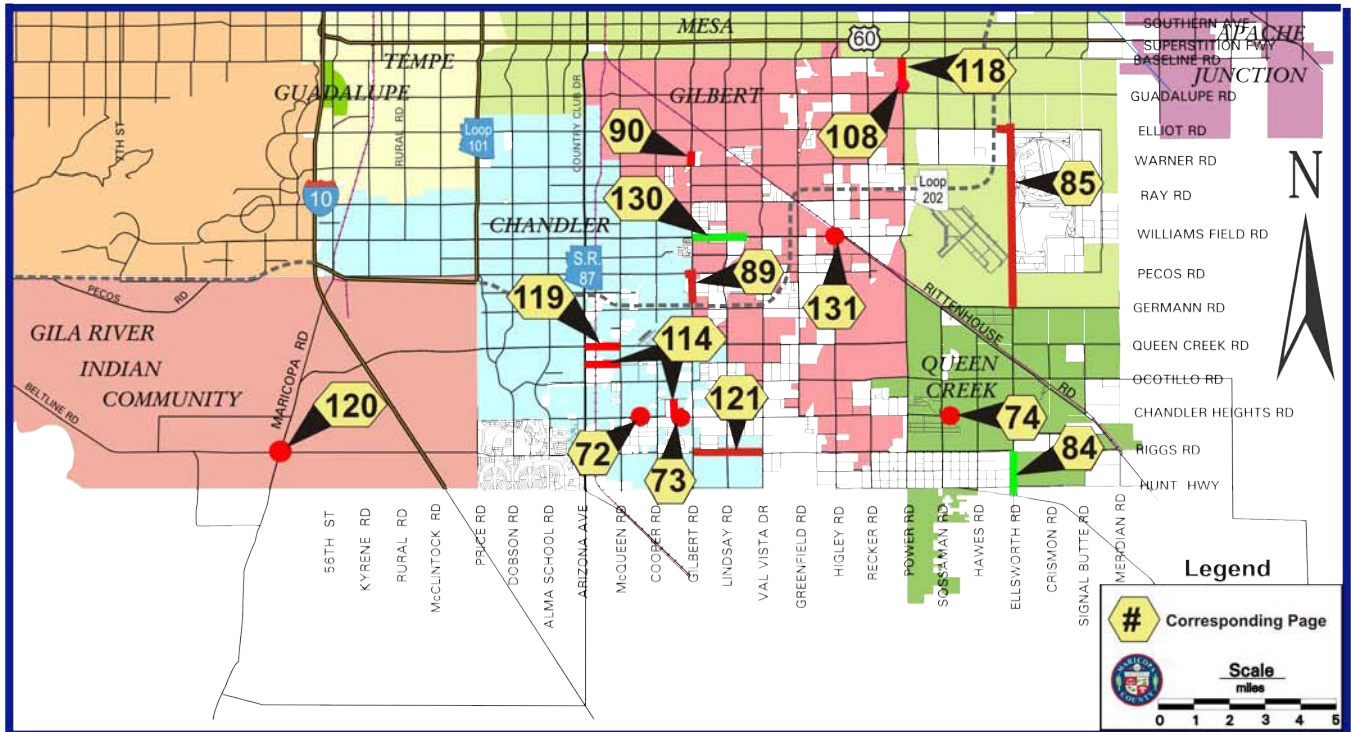 MESA
60
SOUTHERN AVE
APACHE
SUPERSTITION FWY
BASELINE RD
JUNCTION
TEMPE
118
GUADALUPE
GILBERT
GUADALUPE RD
7TH ST
RURAL RD
Loop
101
COUNTRY CLUB DR
90
108
ELLIOT RD
WARNER RD
N
10
130
Loop
202
85
RAY RD
CHANDLER
WILLIAMS FIELD RD
S.R.
87
89
PECOS RD
PECOS RD
119
131
RITTENHOUSE RD
GERMANN RD
GILA RIVER
INDIAN
COMMUNITY
MARICOPA RD
114
QUEEN
CREEK
QUEEN CREEK RD
OCOTILLO RD
BELTLINE RD
120
121
74
CHANDLER HEIGHTS RD
72
73
84
RIGGS RD
HUNT HWY
56TH ST
KYRENE RD
RURAL RD
McCLINTOCK RD
PRICE RD
DOBSON RD
ALMA SCHOOL RD
ARIZONA AVE
McQUEEN RD
COOPER RD
GILBERT RD
LINDSAY RD
VAL VISTA DR
GREENFIELD RD
HIGLEY RD
RECKER RD
POWER RD
SOSSAMAN RD
HAWES RD
ELLSWORTH RD
CRISMON RD
SIGNAL BUTTE RD
MERIDIAN RD
Legend
# Corresponding Page
MARICOPA
COUNTY
Scale
miles
0 1 2 3 4 5